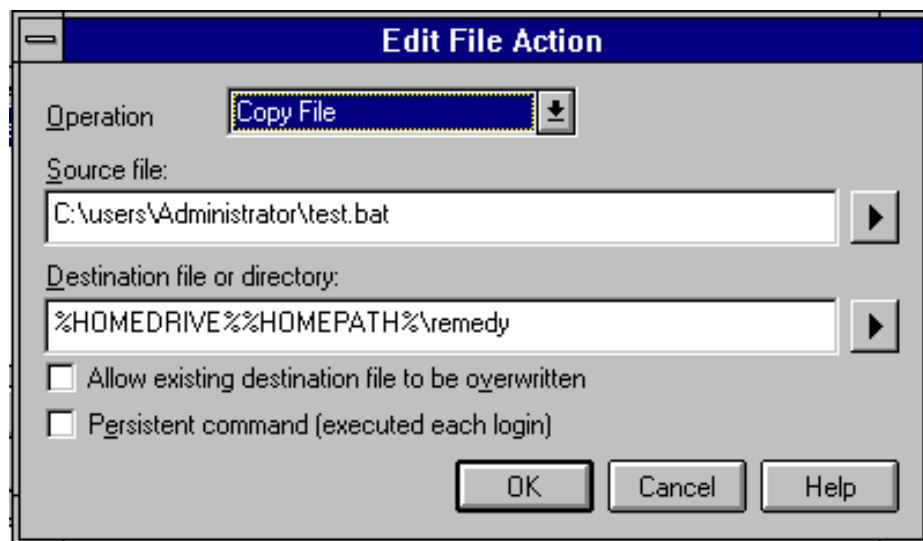 Edit File Action
Operation Copy File
Source file:
C:\users\Administrator\test.bat
Destination file or directory:
%HOMEDRIVE%%HOMEPATH%\remedy
Allow existing destination file to be overwritten
Persistent command (executed each login)
OK Cancel Help